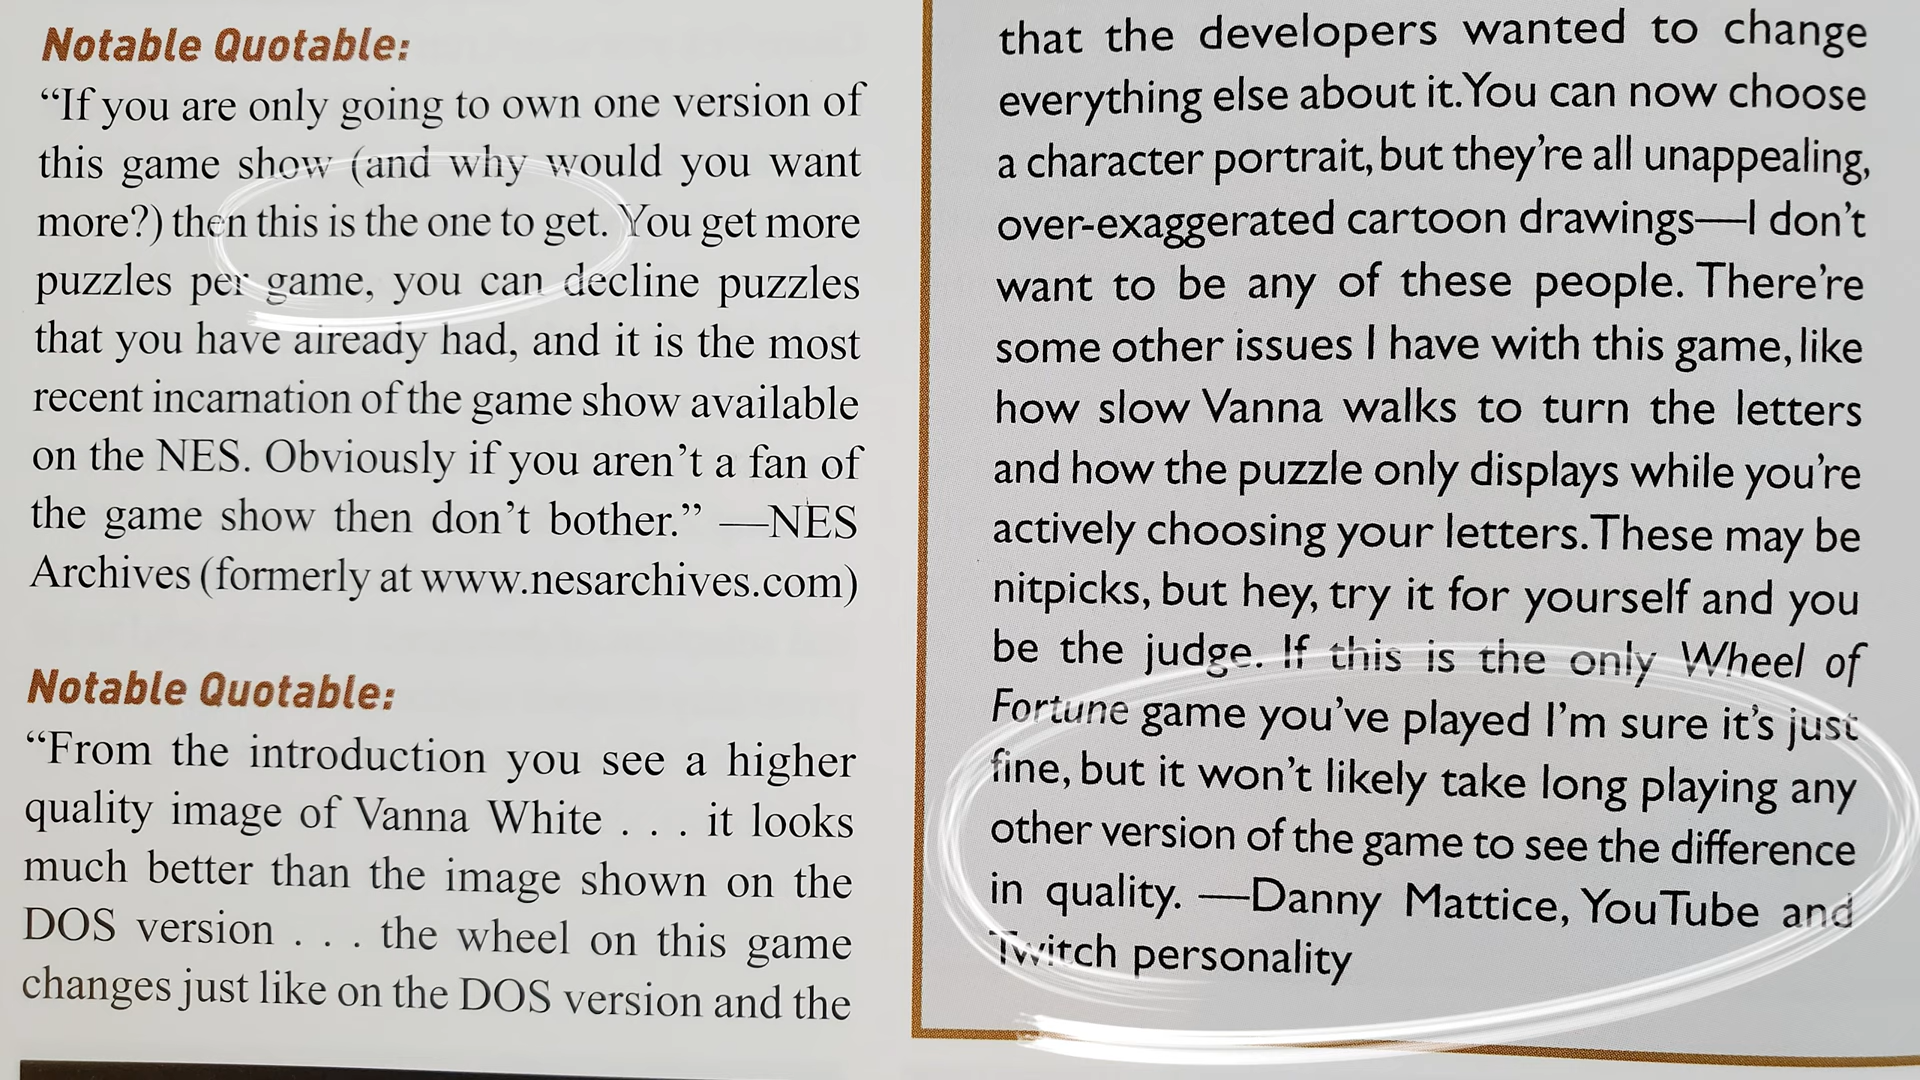 Notable Quotable:
“If you are only going to own one version of
this game show (and why would you want
more?) then this is the one to get. You get more
puzzles per game, you can decline puzzles
that you have already had, and it is the most
recent incarnation of the game show available
on the NES. Obviously if you aren’t a fan of
the game show then don’t bother.” —NES
Archives (formerly at www.nesarchives.com)
Notable Quotable:
“From the introduction you see a higher
quality image of Vanna White . . . it looks
much better than the image shown on the
DOS version . . . the wheel on this game
changes just like on the DOS version and the
that the developers wanted to change
everything else about it. You can now choose
a character portrait, but they’re all unappealing,
over-exaggerated cartoon drawings—I don’t
want to be any of these people. There’re
some other issues I have with this game, like
how slow Vanna walks to turn the letters
and how the puzzle only displays while you’re
actively choosing your letters. These may be
nitpicks, but hey, try it for yourself and you
be the judge. If this is the only Wheel of
Fortune game you’ve played I’m sure it’s just
fine, but it won’t likely take long playing any
other version of the game to see the difference
in quality. —Danny Mattice, YouTube and
Twitch personality